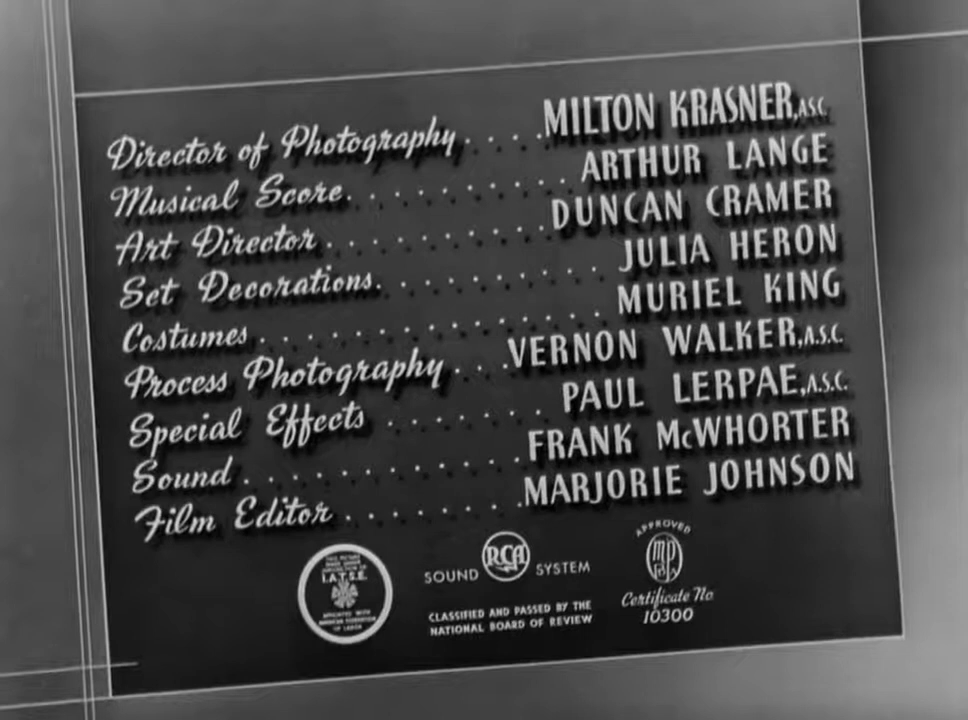 Director of Photography . . . . MILTON KRASNER, A.S.C.
Musical Score . . . . . . . . . . ARTHUR LANGE
Art Director . . . . . . . . . . DUNCAN CRAMER
Set Decorations . . . . . . . . . . JULIA HERON
Costumes . . . . . . . . . . . . . . MURIEL KING
Process Photography . . . VERNON WALKER, A.S.C.
Special Effects . . . . . . . PAUL LERPAE, A.S.C.
Sound . . . . . . . . . . . . FRANK McWHORTER
Film Editor . . . . . . . . MARJORIE JOHNSON
I.A.T.S.E.
SOUND RCA SYSTEM
CLASSIFIED AND PASSED BY THE
NATIONAL BOARD OF REVIEW
APPROVED
Certificate No
10300